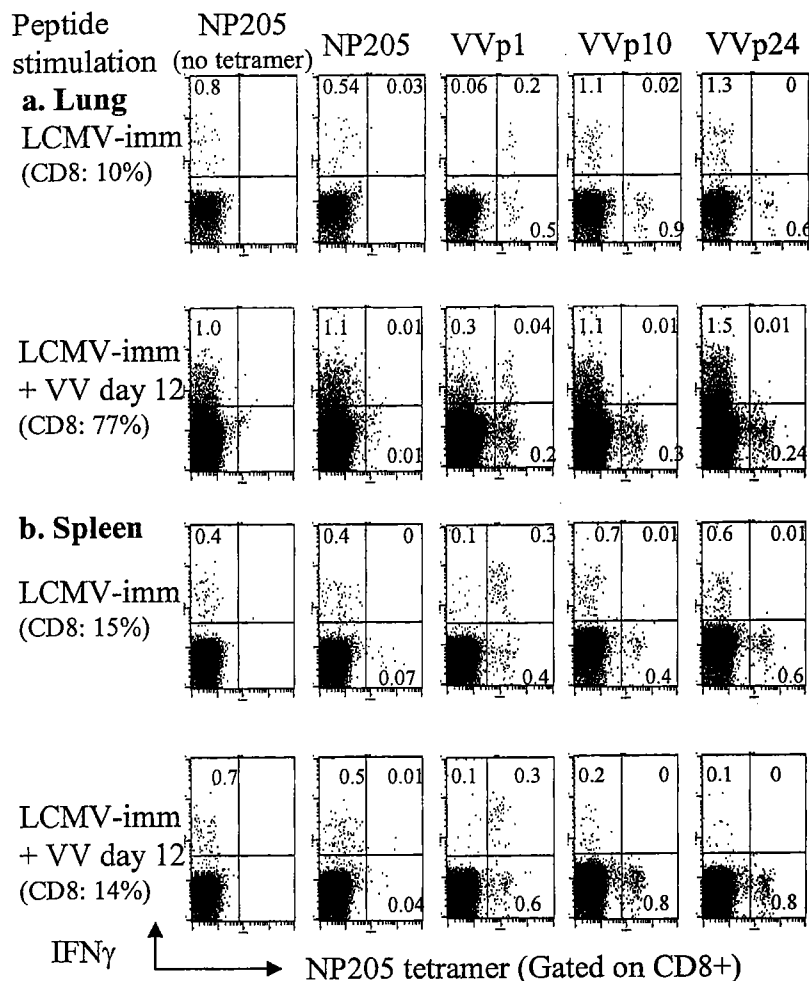 Peptide stimulation
NP205 (no tetramer)
NP205
VVp1
VVp10
VVp24
a. Lung
LCMV-imm
(CD8: 10%)
0.8
0.54 0.03
0.06 0.2
0.5
1.1 0.02
0.9
1.3 0
0.6
LCMV-imm
+ VV day 12
(CD8: 77%)
1.0
1.1 0.01
0:01
0.3 0.04
0.2
1.1 0.01
0.3
1:5 0.01
0.24
b. Spleen
LCMV-imm
(CD8: 15%)
0.4
0.4 0
0.07
0.1 0.3
0.4
0.7 0.01
0.4
0.6 0.01
0.6
LCMV-imm
+ VV day 12
(CD8: 14%)
0.7
0.5 0.01
0.04
0.1 0.3
0.6
0.2 0
0.8
0.1 0
0.8
IFNγ
NP205 tetramer (Gated on CD8+)